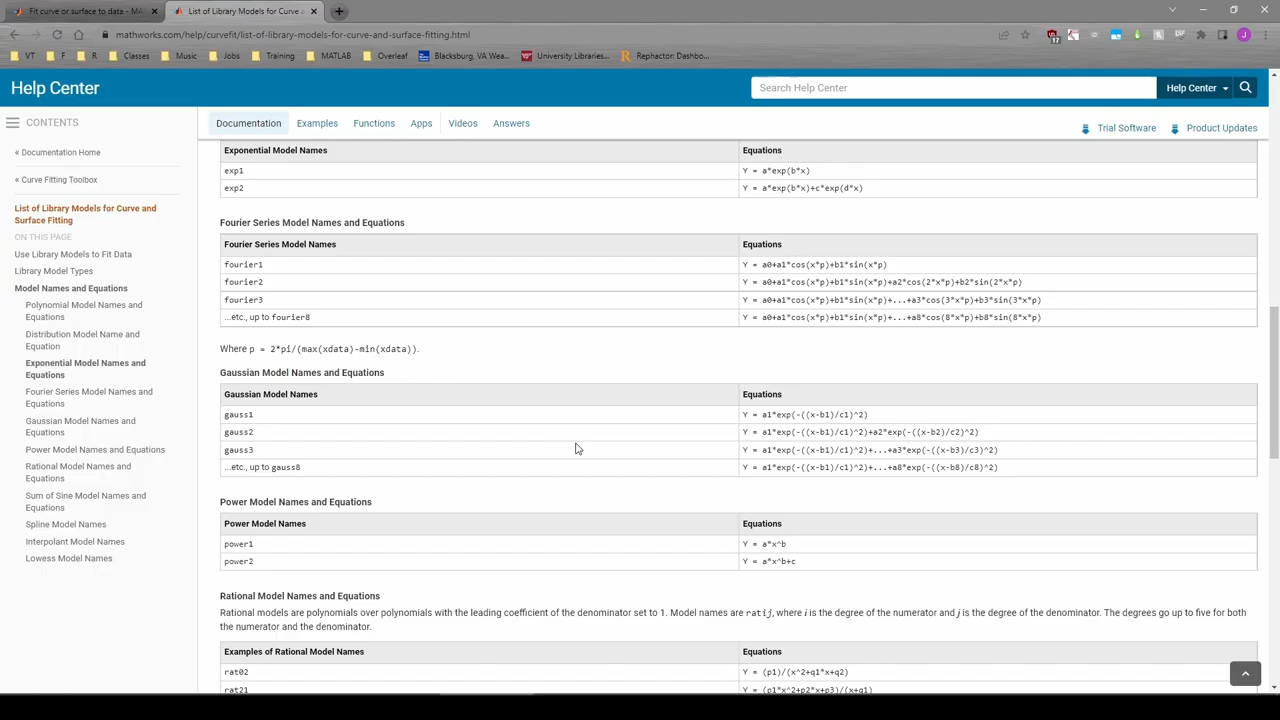 Fit curve or surface to data - MA
List of Library Models for Curve a
mathworks.com/help/curvefit/list-of-library-models-for-curve-and-surface-fitting.html
17
J
VT
F
R
Classes
Music
Jobs
Training
MATLAB
Overleaf
Blacksburg, VA Wea...
University Libraries...
Rephactor: Dashbo...
Help Center
Search Help Center
Help Center
CONTENTS
Documentation
Examples
Functions
Apps
Videos
Answers
Trial Software
Product Updates
« Documentation Home
« Curve Fitting Toolbox
List of Library Models for Curve and
Surface Fitting
ON THIS PAGE
Use Library Models to Fit Data
Library Model Types
Model Names and Equations
Polynomial Model Names and
Equations
Distribution Model Name and
Equation
Exponential Model Names and
Equations
Fourier Series Model Names and
Equations
Gaussian Model Names and
Equations
Power Model Names and Equations
Rational Model Names and
Equations
Sum of Sine Model Names and
Equations
Spline Model Names
Interpolant Model Names
Lowess Model Names
Exponential Model Names Equations
exp1 Y = a*exp(b*x)
exp2 Y = a*exp(b*x)+c*exp(d*x)
Fourier Series Model Names and Equations
Fourier Series Model Names Equations
fourier1 Y = a0+a1*cos(x*p)+b1*sin(x*p)
fourier2 Y = a0+a1*cos(x*p)+b1*sin(x*p)+a2*cos(2*x*p)+b2*sin(2*x*p)
fourier3 Y = a0+a1*cos(x*p)+b1*sin(x*p)+...+a3*cos(3*x*p)+b3*sin(3*x*p)
...etc., up to fourier8 Y = a0+a1*cos(x*p)+b1*sin(x*p)+...+a8*cos(8*x*p)+b8*sin(8*x*p)
Where p = 2*pi/(max(xdata)-min(xdata)).
Gaussian Model Names and Equations
Gaussian Model Names Equations
gauss1 Y = a1*exp(-((x-b1)/c1)^2)
gauss2 Y = a1*exp(-((x-b1)/c1)^2)+a2*exp(-((x-b2)/c2)^2)
gauss3 Y = a1*exp(-((x-b1)/c1)^2)+...+a3*exp(-((x-b3)/c3)^2)
...etc., up to gauss8 Y = a1*exp(-((x-b1)/c1)^2)+...+a8*exp(-((x-b8)/c8)^2)
Power Model Names and Equations
Power Model Names Equations
power1 Y = a*x^b
power2 Y = a*x^b+c
Rational Model Names and Equations
Rational models are polynomials over polynomials with the leading coefficient of the denominator set to 1. Model names are ratij, where i is the degree of the numerator and j is the degree of the denominator. The degrees go up to five for both
the numerator and the denominator.
Examples of Rational Model Names Equations
rat02 Y = (p1)/(x^2+q1*x+q2)
rat21 Y = (p1*x^2+p2*x+p3)/(x+q1)